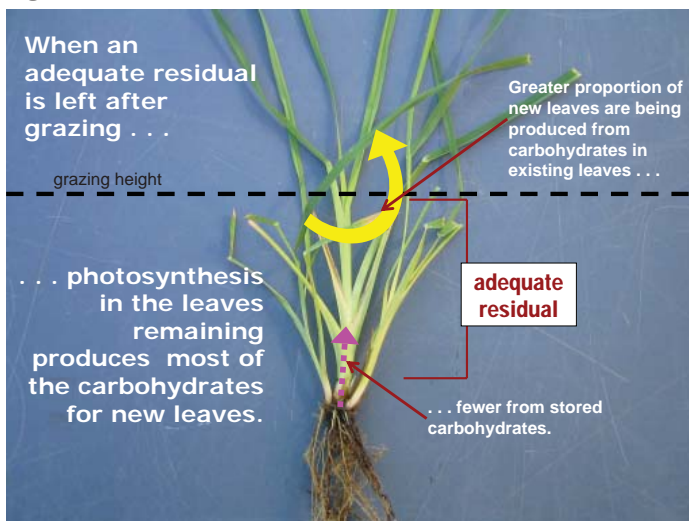 When an
adequate residual
is left after
grazing . . .
Greater proportion of
new leaves are being
produced from
carbohydrates in
existing leaves . . .
grazing height
. . . photosynthesis
in the leaves
remaining
produces most of
the carbohydrates
for new leaves.
adequate
residual
. . . fewer from stored
carbohydrates.